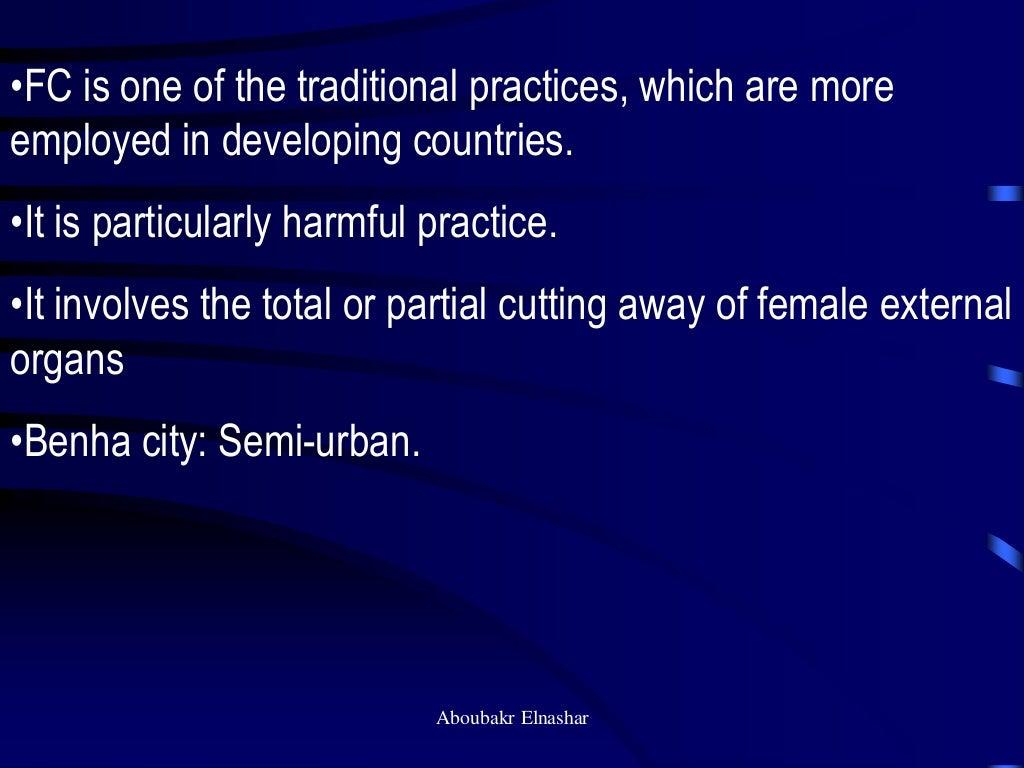 •FC is one of the traditional practices, which are more
employed in developing countries.
•It is particularly harmful practice.
•It involves the total or partial cutting away of female external
organs
•Benha city: Semi-urban.
Aboubakr Elnashar